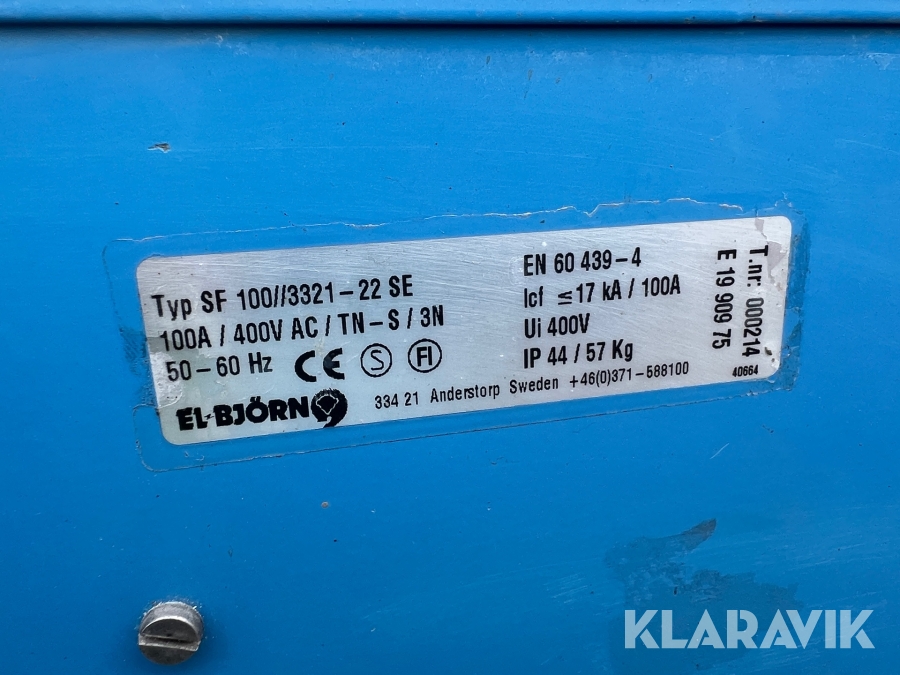 Typ SF 100//3321-22 SE
100A / 400V AC / TN-S / 3N
50-60 Hz CE S FI
EL-BJÖRN
334 21 Anderstorp Sweden +46(0)371-588100
EN 60 439-4
Icf ≤17 kA / 100A
Ui 400V
IP 44 / 57 Kg
T.nr: 000214
E 19 909 75
40664
KLARAVIK